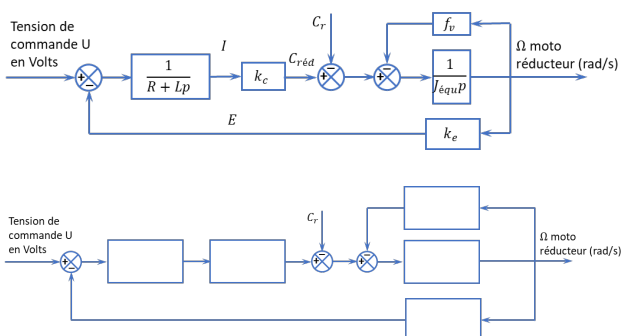 Tension de
commande U
en Volts
+
−
1
R + Lp
I
k_c
C_réd
C_r
−
+
−
+
f_v
1
J_équ p
Ω moto
réducteur (rad/s)
E
k_e
Tension de
commande U
en Volts
+
−
C_r
−
+
−
+
Ω moto
réducteur (rad/s)